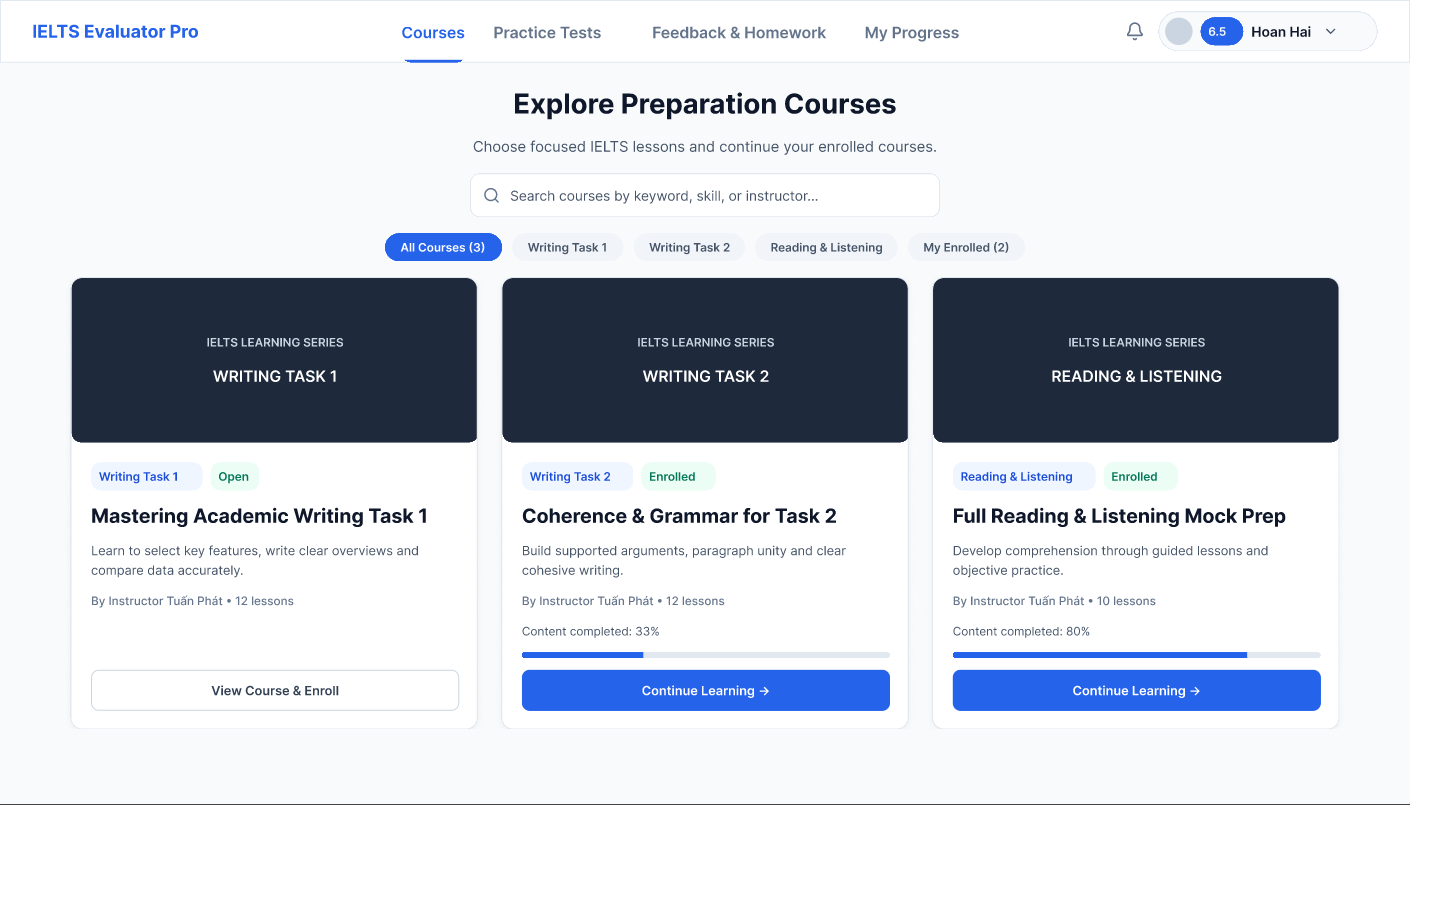 IELTS Evaluator Pro
Courses
Practice Tests
Feedback & Homework
My Progress
6.5
Hoan Hai
Explore Preparation Courses
Choose focused IELTS lessons and continue your enrolled courses.
Search courses by keyword, skill, or instructor...
All Courses (3)
Writing Task 1
Writing Task 2
Reading & Listening
My Enrolled (2)
IELTS LEARNING SERIES
WRITING TASK 1
Writing Task 1
Open
Mastering Academic Writing Task 1
Learn to select key features, write clear overviews and
compare data accurately.
By Instructor Tuấn Phát • 12 lessons
View Course & Enroll
IELTS LEARNING SERIES
WRITING TASK 2
Writing Task 2
Enrolled
Coherence & Grammar for Task 2
Build supported arguments, paragraph unity and clear
cohesive writing.
By Instructor Tuấn Phát • 12 lessons
Content completed: 33%
Continue Learning →
IELTS LEARNING SERIES
READING & LISTENING
Reading & Listening
Enrolled
Full Reading & Listening Mock Prep
Develop comprehension through guided lessons and
objective practice.
By Instructor Tuấn Phát • 10 lessons
Content completed: 80%
Continue Learning →